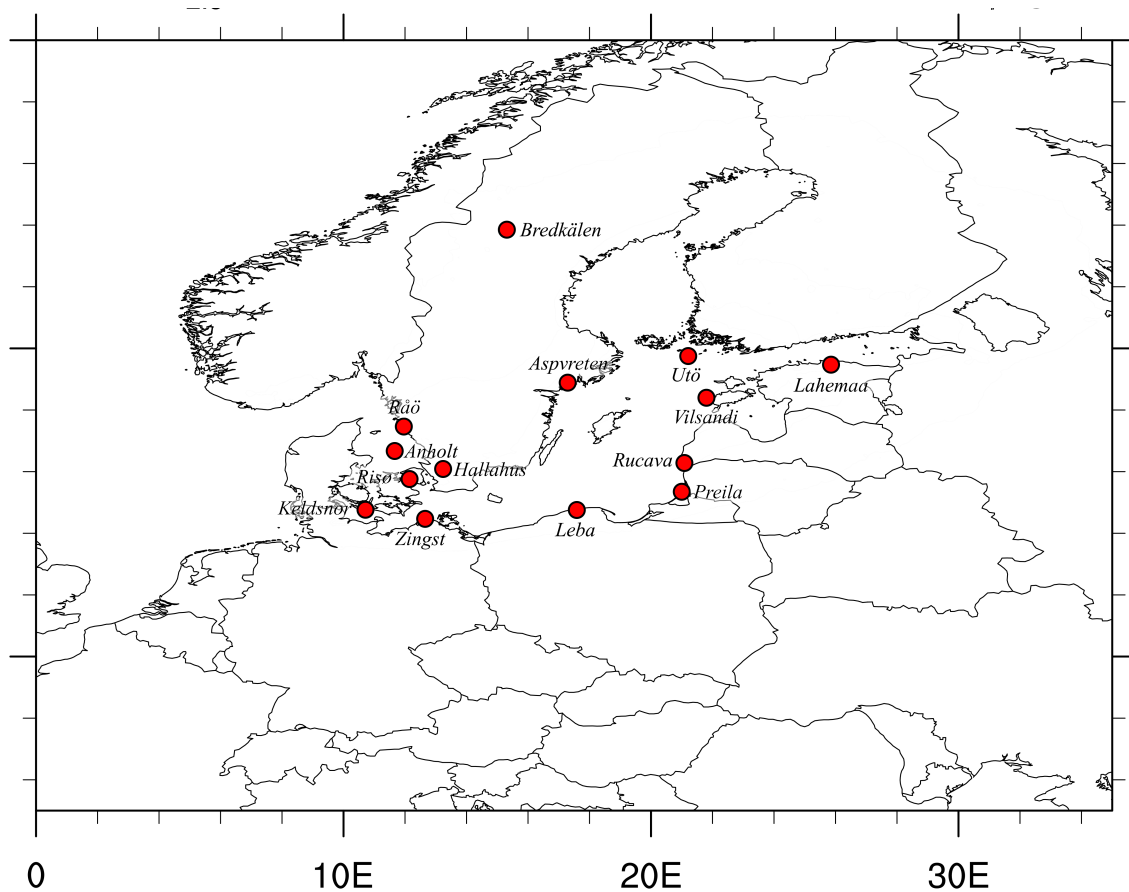 Bredkälen
Aspvreten
Utö
Lahemaa
Vilsandi
Råö
Anholt
Hallahus
Rucava
Risø
Preila
Keldsnor
Leba
Zingst
0
10E
20E
30E